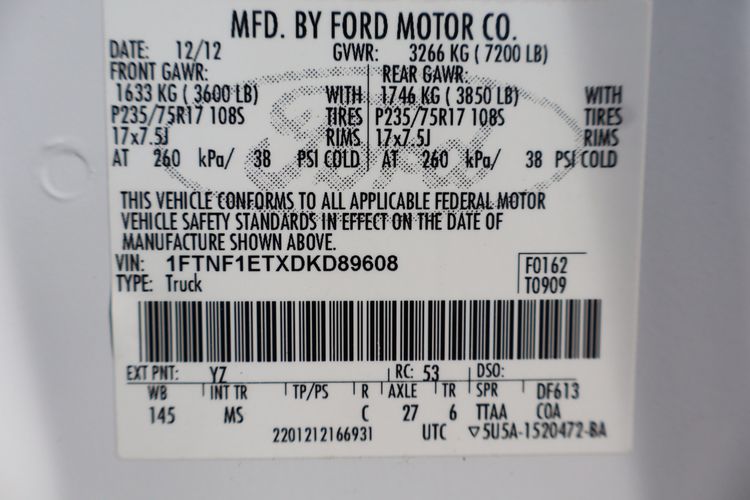 MFD. BY FORD MOTOR CO.
DATE: 12/12 GVWR: 3266 KG ( 7200 LB)
FRONT GAWR: REAR GAWR:
1633 KG ( 3600 LB) WITH 1746 KG ( 3850 LB) WITH
P235/75R17 108S TIRES P235/75R17 108S TIRES
17x7.5J RIMS 17x7.5J RIMS
AT 260 kPa/ 38 PSI COLD AT 260 kPa/ 38 PSI COLD
THIS VEHICLE CONFORMS TO ALL APPLICABLE FEDERAL MOTOR
VEHICLE SAFETY STANDARDS IN EFFECT ON THE DATE OF
MANUFACTURE SHOWN ABOVE.
VIN: 1FTNF1ETXDKD89608 F0162
TYPE: Truck T0909
EXT PNT: YZ RC: 53 DSO:
WB INT TR TP/PS R AXLE TR SPR DF613
145 MS C 27 6 TTAA COA
2201212166931 UTC ▽5U5A-1520472-BA
Ford